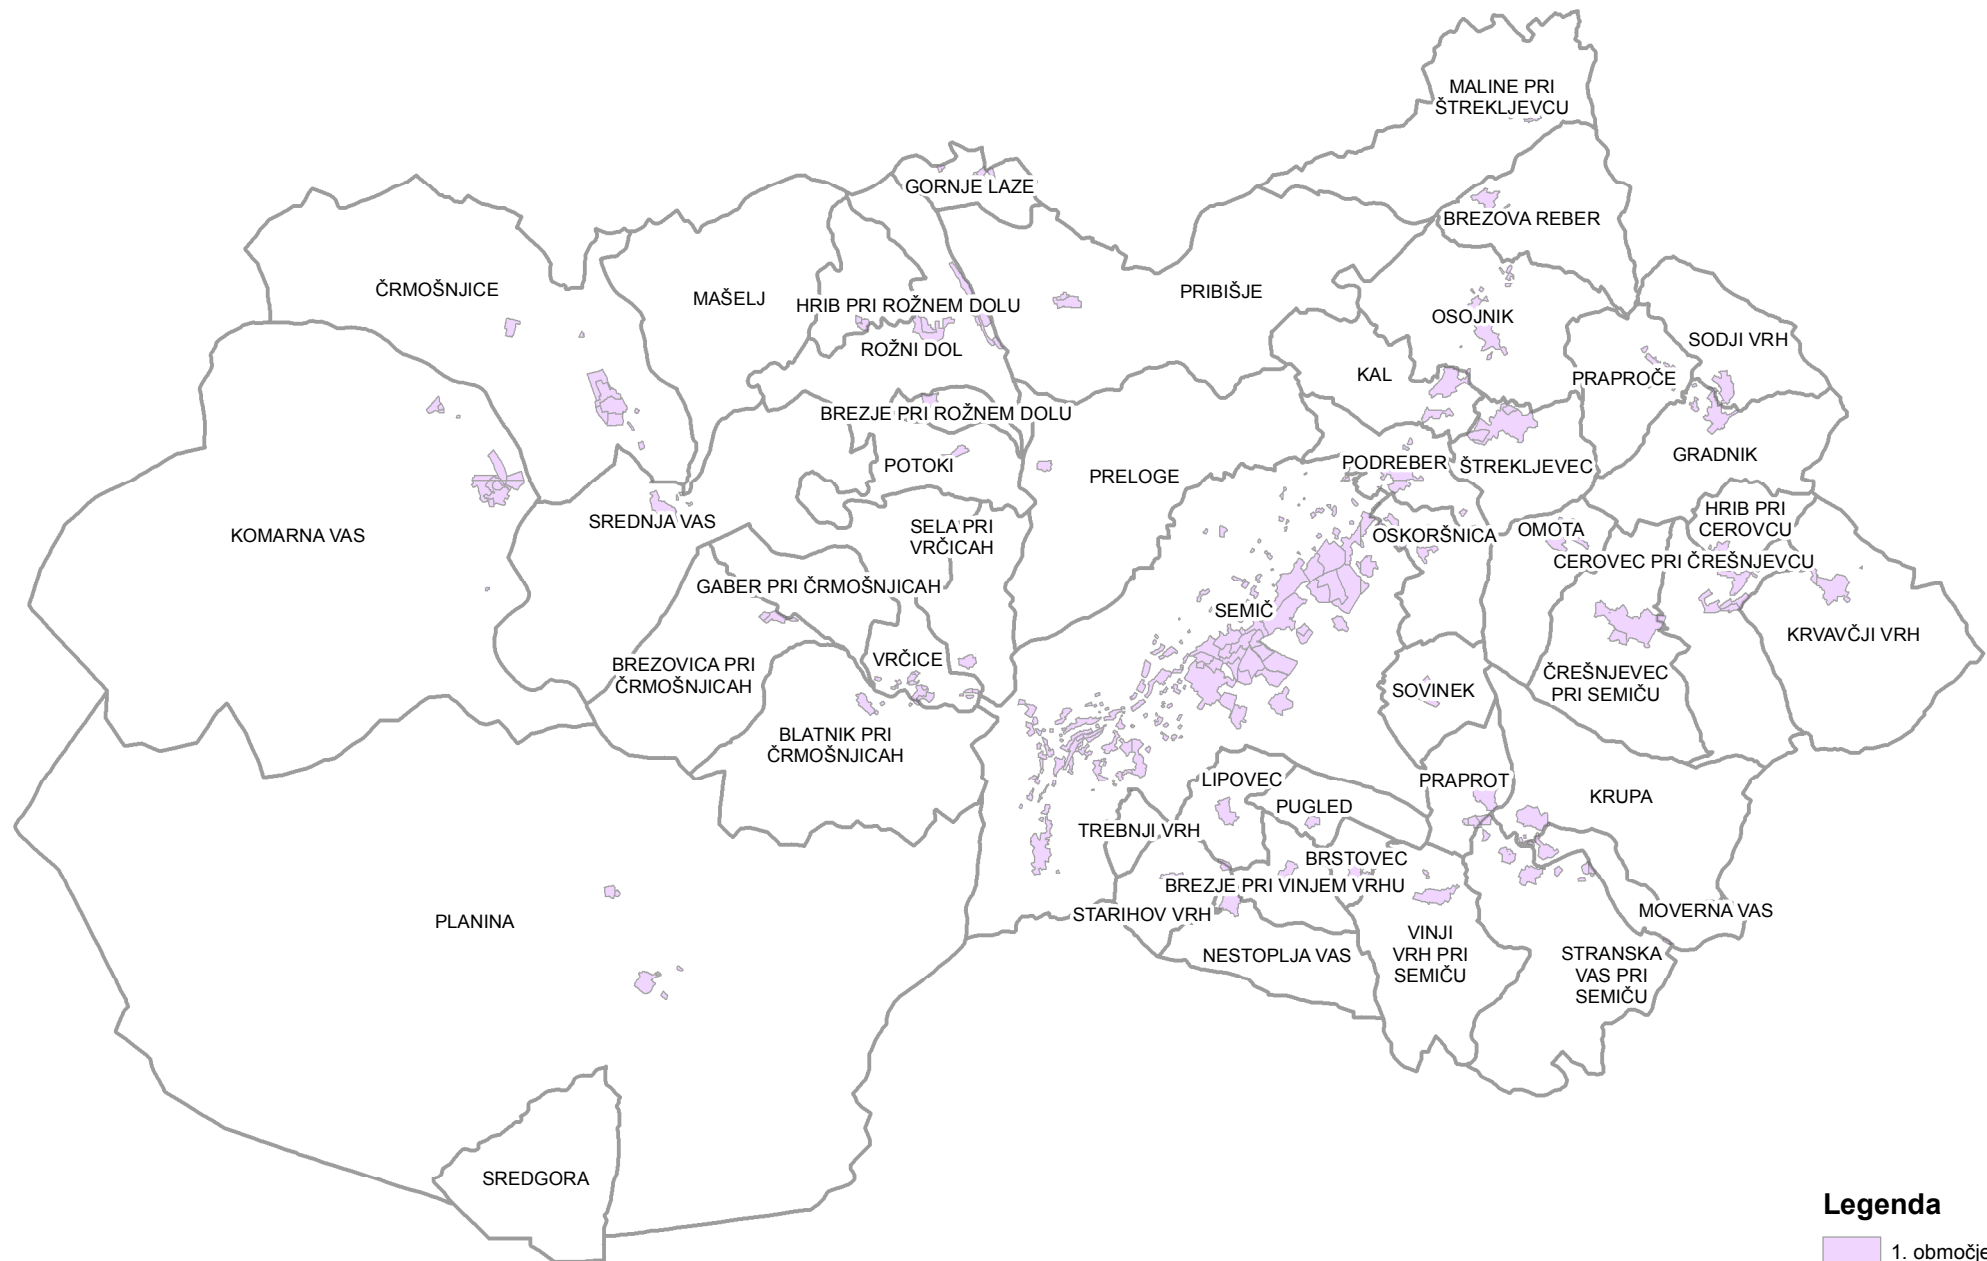 MALINE PRI
ŠTREKLJEVCU
GORNJE LAZE
BREZOVA REBER
ČRMOŠNJICE
MAŠELJ
HRIB PRI ROŽNEM DOLU
PRIBIŠJE
OSOJNIK
SODJI VRH
ROŽNI DOL
KAL
PRAPROČE
BREZJE PRI ROŽNEM DOLU
POTOKI
PRELOGE
PODREBER
ŠTREKLJEVEC
GRADNIK
KOMARNA VAS
SREDNJA VAS
SELA PRI
VRČICAH
OSKORŠNICA
OMOTA
HRIB PRI
CEROVCU
CEROVEC PRI ČREŠNJEVCU
GABER PRI ČRMOŠNJICAH
SEMIČ
KRVAVČJI VRH
BREZOVICA PRI
ČRMOŠNJICAH
VRČICE
SOVINEK
ČREŠNJEVEC
PRI SEMIČU
BLATNIK PRI
ČRMOŠNJICAH
LIPOVEC
PRAPROT
KRUPA
PUGLED
TREBNJI VRH
BRSTOVEC
BREZJE PRI VINJEM VRHU
STARIHOV VRH
MOVERNA VAS
PLANINA
NESTOPLJA VAS
VINJI
VRH PRI
SEMIČU
STRANSKA
VAS PRI
SEMIČU
SREDGORA
Legenda
1. območje